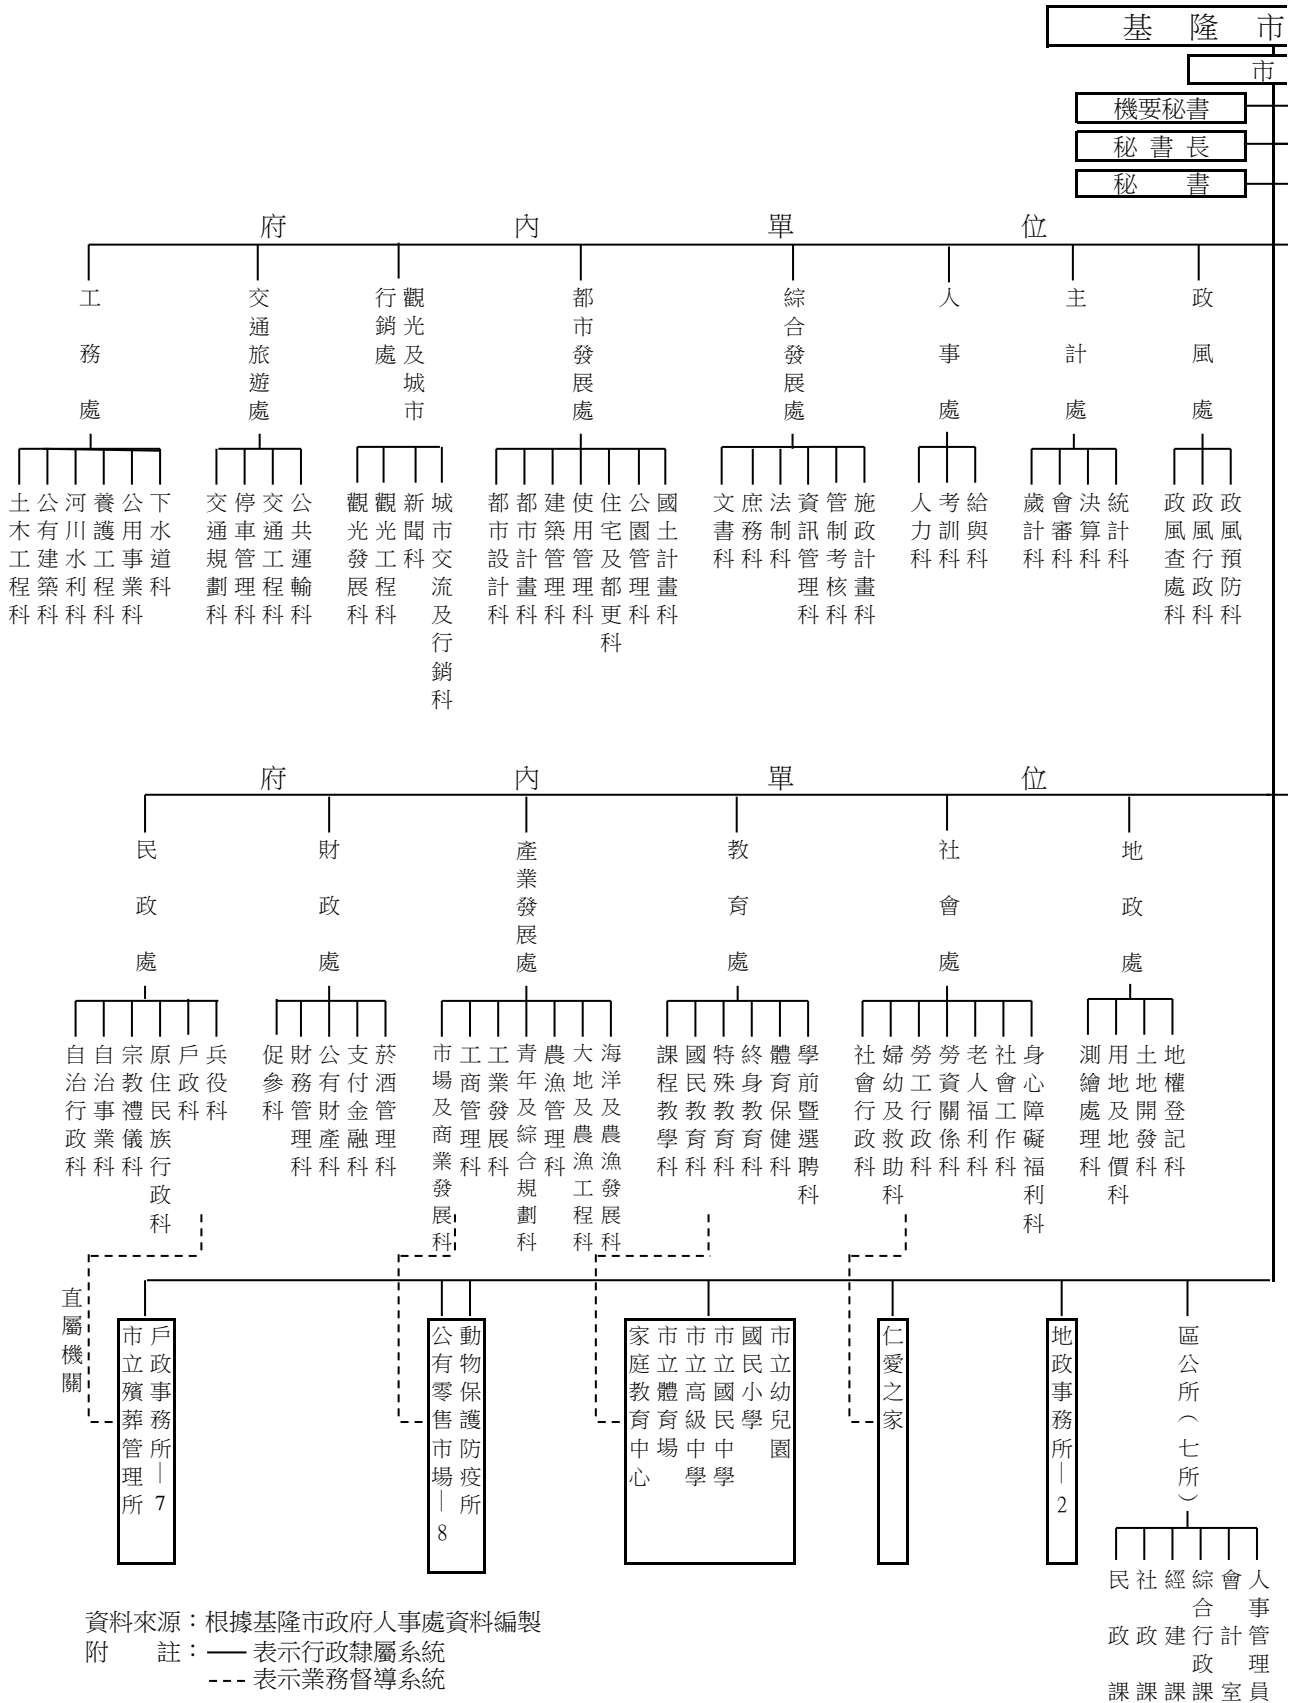 基隆市
市
機要秘書
秘書長
秘書
府內單位
工務處
交通旅遊處
觀光及城市
行銷處
都市發展處
綜合發展處
人事處
主計處
政風處
土木工程科
公有建築科
河川水利科
養護工程科
公用事業科
下水道科
交通規劃科
停車管理科
交通工程科
公共運輸科
觀光發展科
觀光工程科
新聞科
城市交流及行銷科
都市設計科
都市計畫科
建築管理科
使用管理科
住宅及都更科
公園管理科
國土計畫科
文書科
庶務科
法制科
資訊管理科
管制考核科
施政計畫科
人力科
考訓科
給與科
歲計科
會審科
決算科
統計科
政風查處科
政風行政科
政風預防科
府內單位
民政處
財政處
產業發展處
教育處
社會處
地政處
自治行政科
自治事業科
宗教禮儀科
原住民族行政科
戶政科
兵役科
促參科
財務管理科
公有財產科
支付金融科
菸酒管理科
市場及商業發展科
工商管理科
工業發展科
青年及綜合規劃科
農漁管理科
大地及農漁工程科
海洋及農漁發展科
課程教學科
國民教育科
特殊教育科
終身教育科
體育保健科
學前暨選聘科
社會行政科
婦幼及救助科
勞工行政科
勞資關係科
老人福利科
社會工作科
身心障礙福利科
測繪處理科
用地及地價科
土地開發科
地權登記科
直屬機關
市立殯葬管理所
戶政事務所—7
公有零售市場—8
動物保護防疫所
家庭教育中心
市立體育場
市立高級中學
市立國民中學
國民小學
市立幼兒園
仁愛之家
地政事務所—2
區公所(七所)
民政課
社政課
經建課
綜合行政課
會計室
人事管理員
資料來源：根據基隆市政府人事處資料編製
附　　註：—— 表示行政隸屬系統
--- 表示業務督導系統